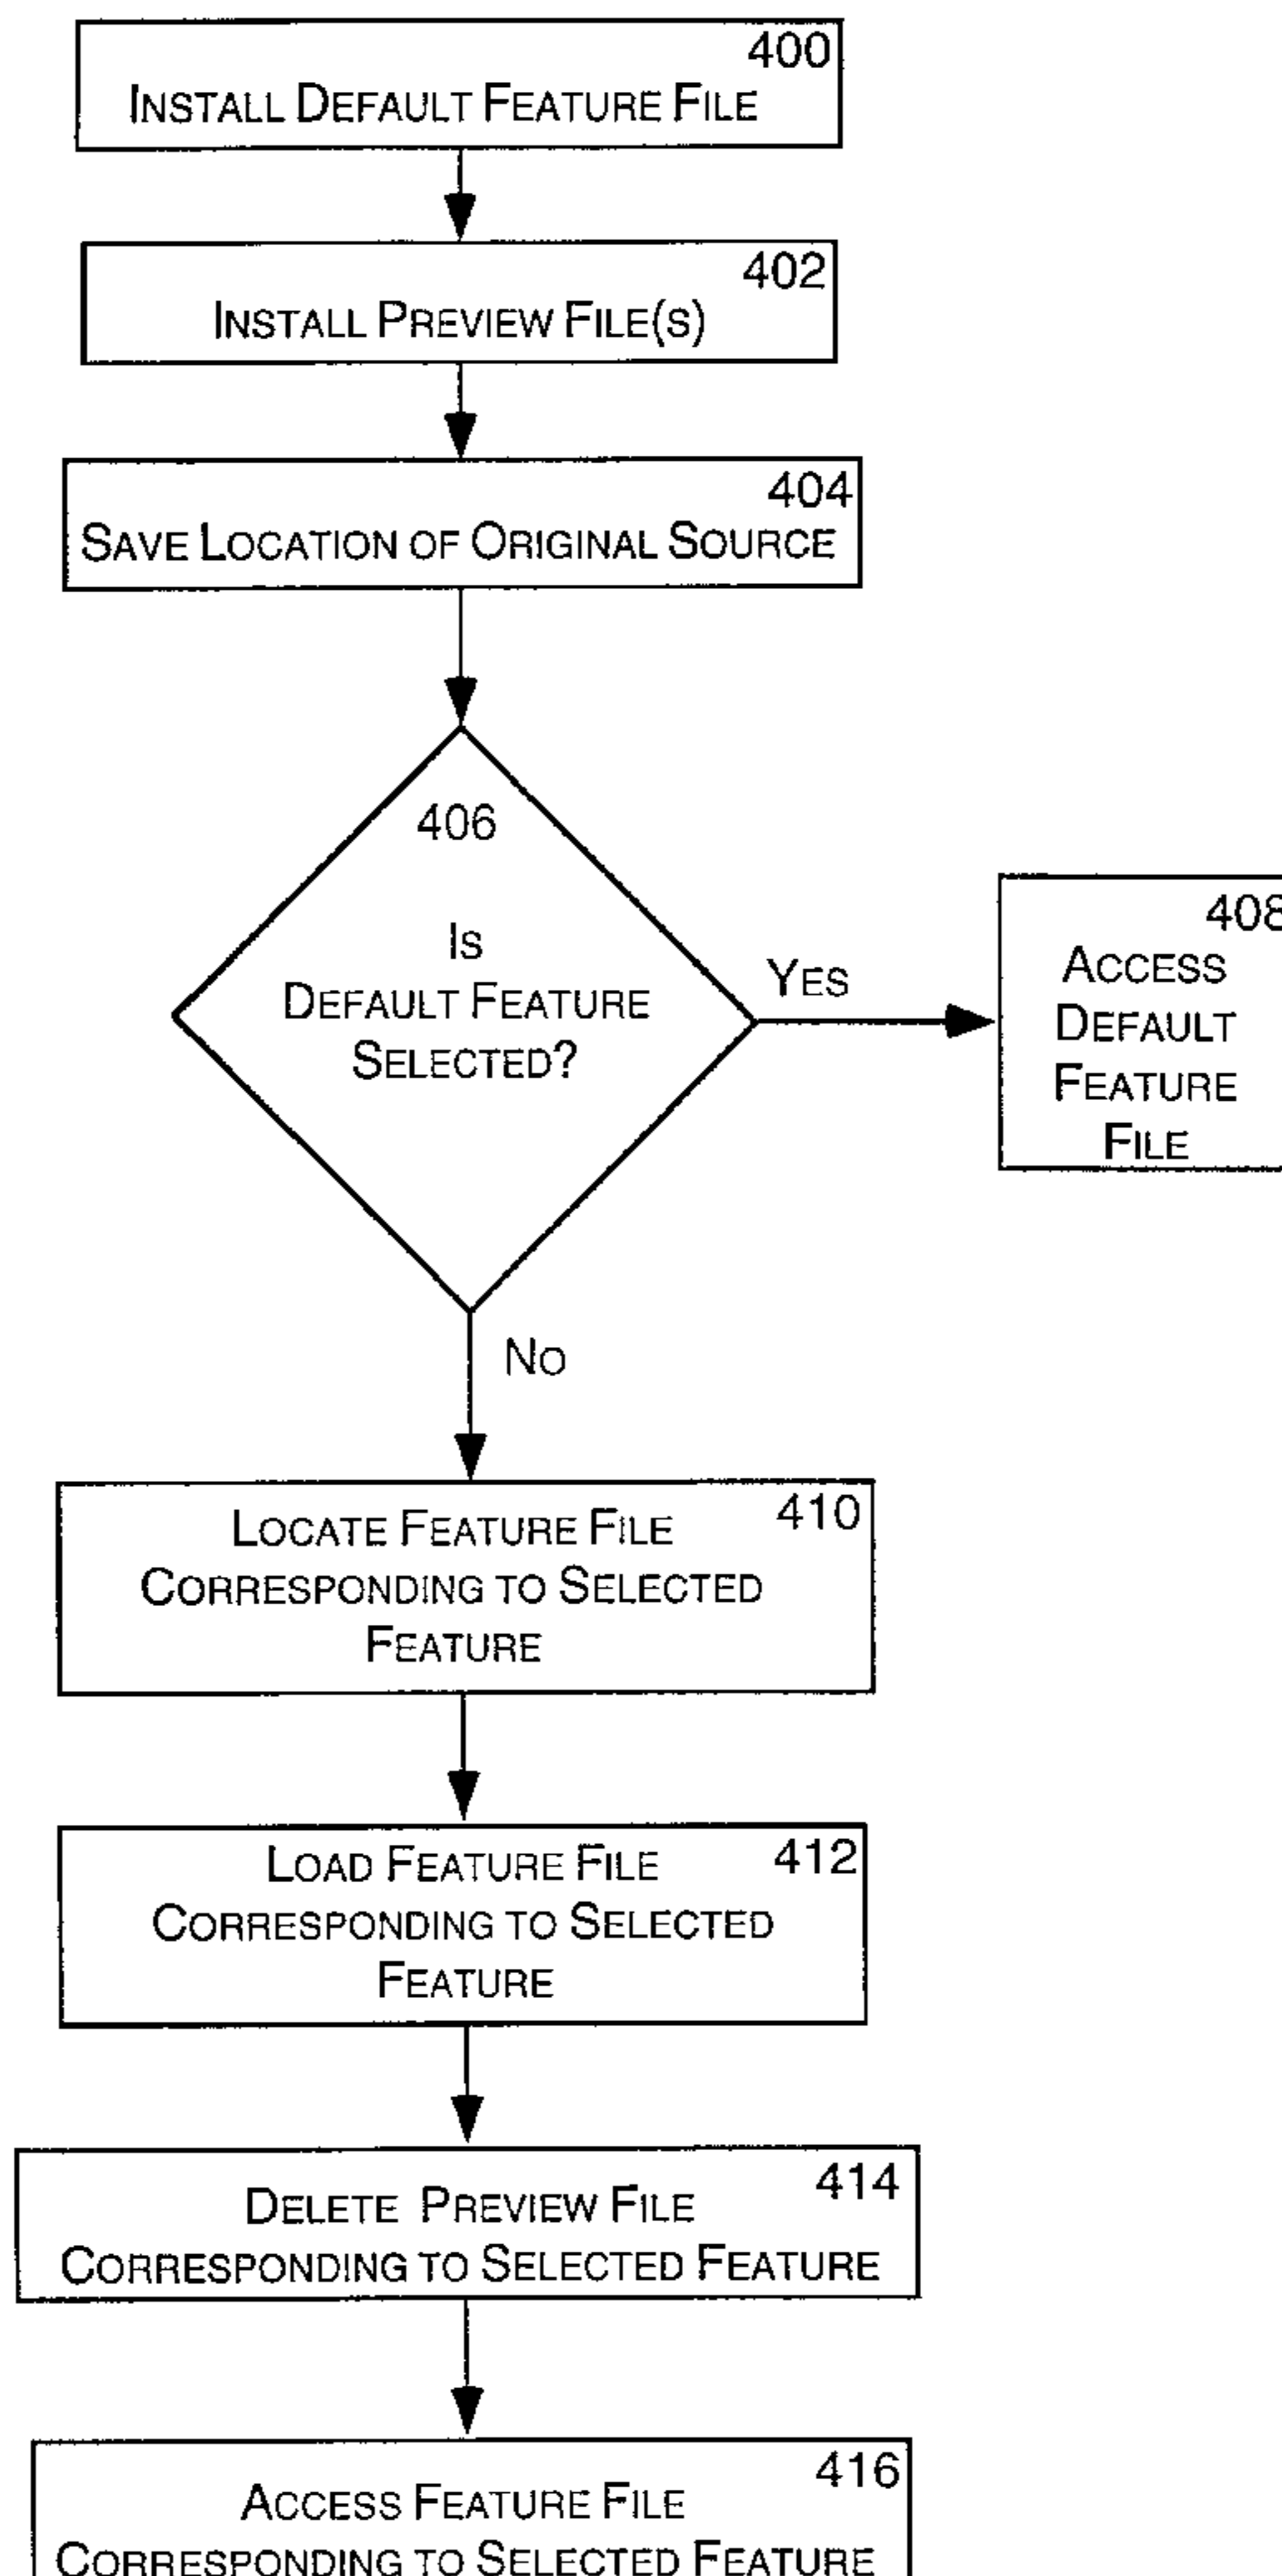 400
INSTALL DEFAULT FEATURE FILE
402
INSTALL PREVIEW FILE(S)
404
SAVE LOCATION OF ORIGINAL SOURCE
406
IS
DEFAULT FEATURE
SELECTED?
YES
408
ACCESS
DEFAULT
FEATURE
FILE
NO
410
LOCATE FEATURE FILE
CORRESPONDING TO SELECTED
FEATURE
412
LOAD FEATURE FILE
CORRESPONDING TO SELECTED
FEATURE
414
DELETE PREVIEW FILE
CORRESPONDING TO SELECTED FEATURE
416
ACCESS FEATURE FILE
CORRESPONDING TO SELECTED FEATURE